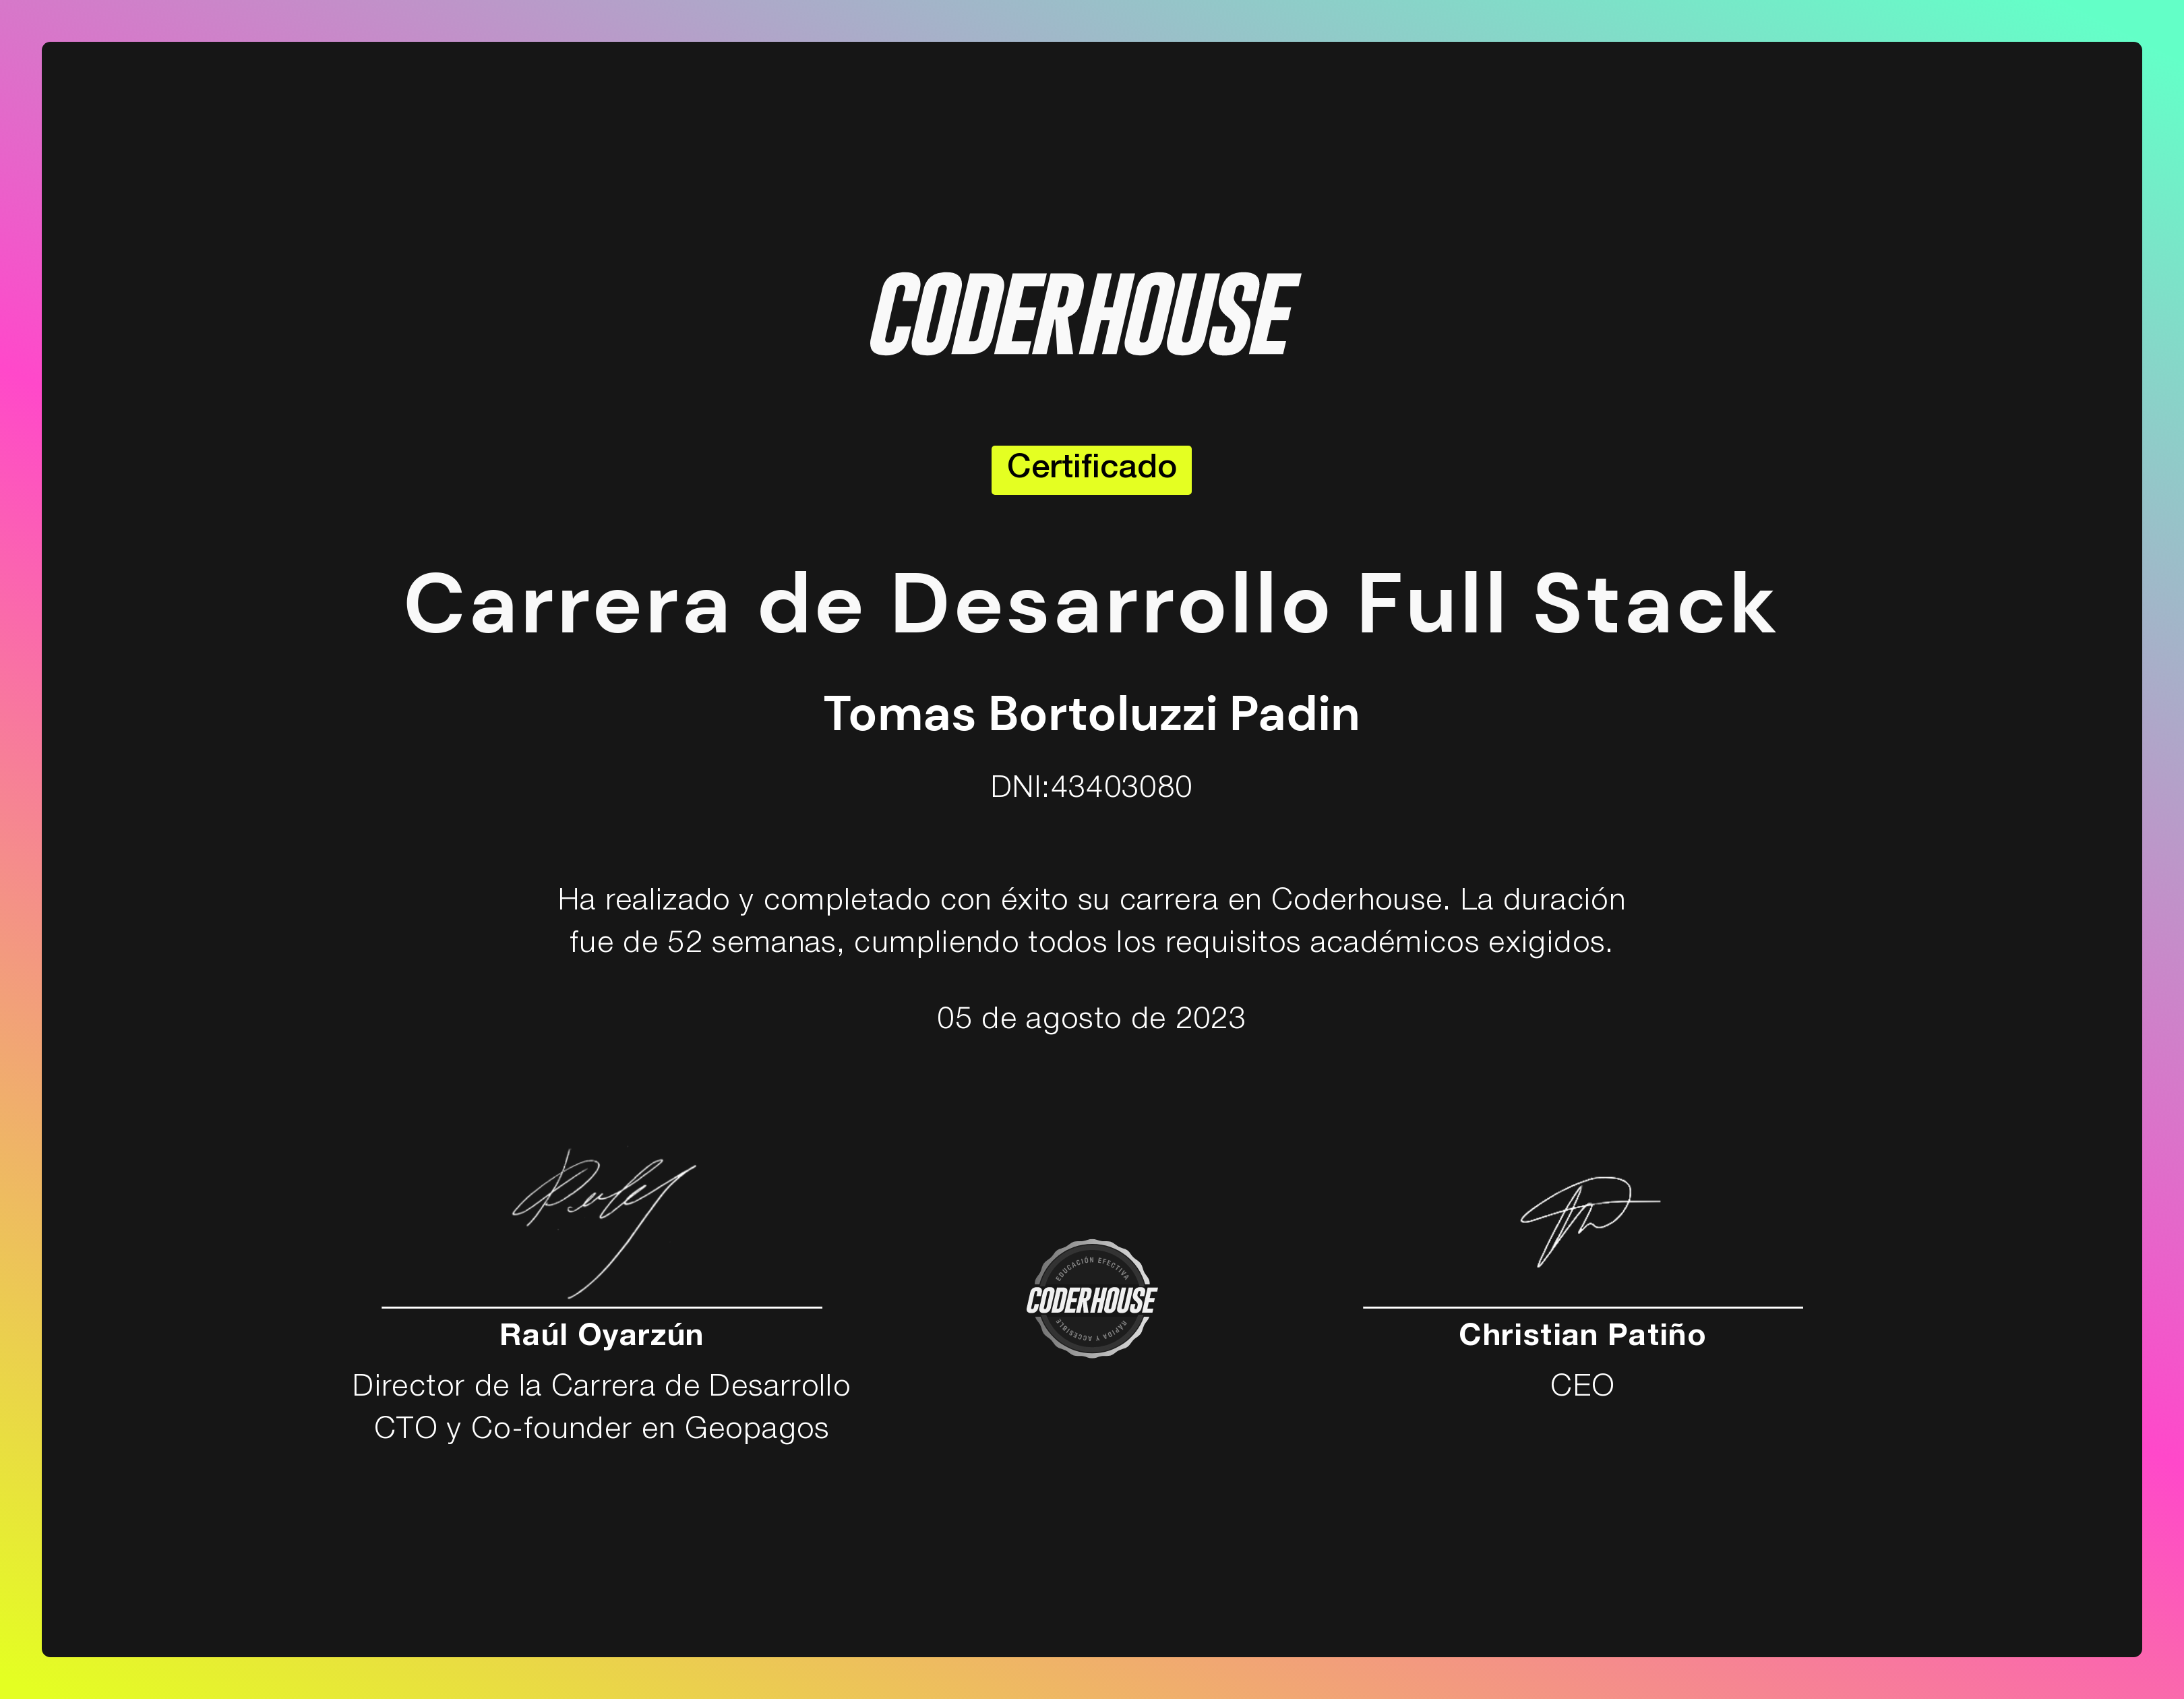 CODERHOUSE
Certificado
Carrera de Desarrollo Full Stack
Tomas Bortoluzzi Padin
DNI:43403080
Ha realizado y completado con éxito su carrera en Coderhouse. La duración
fue de 52 semanas, cumpliendo todos los requisitos académicos exigidos.
05 de agosto de 2023
Raúl Oyarzún
Director de la Carrera de Desarrollo
CTO y Co-founder en Geopagos
EDUCACIÓN EFECTIVA
CODERHOUSE
RÁPIDA Y ACCESIBLE
Christian Patiño
CEO